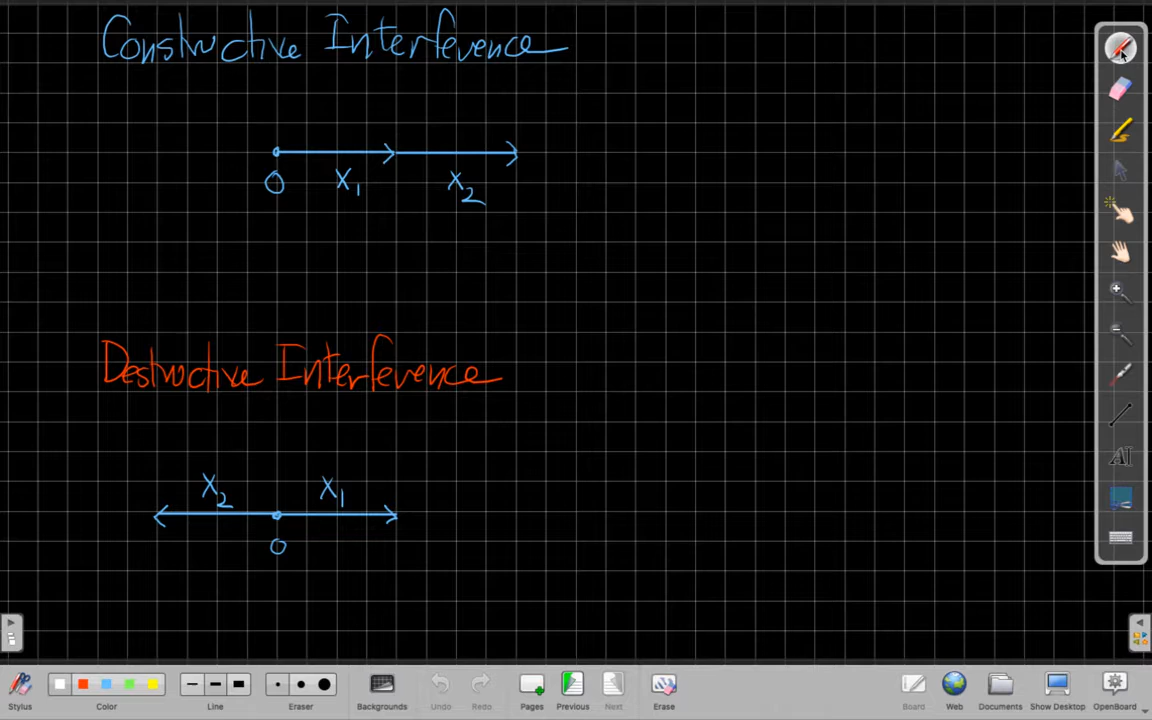 Constructive Interference
0 X₁ X₂
Destructive Interference
X₂ X₁
0
AI
Stylus Color Line Eraser Backgrounds Undo Redo Pages Previous Next Erase Board Web Documents Show Desktop OpenBoard